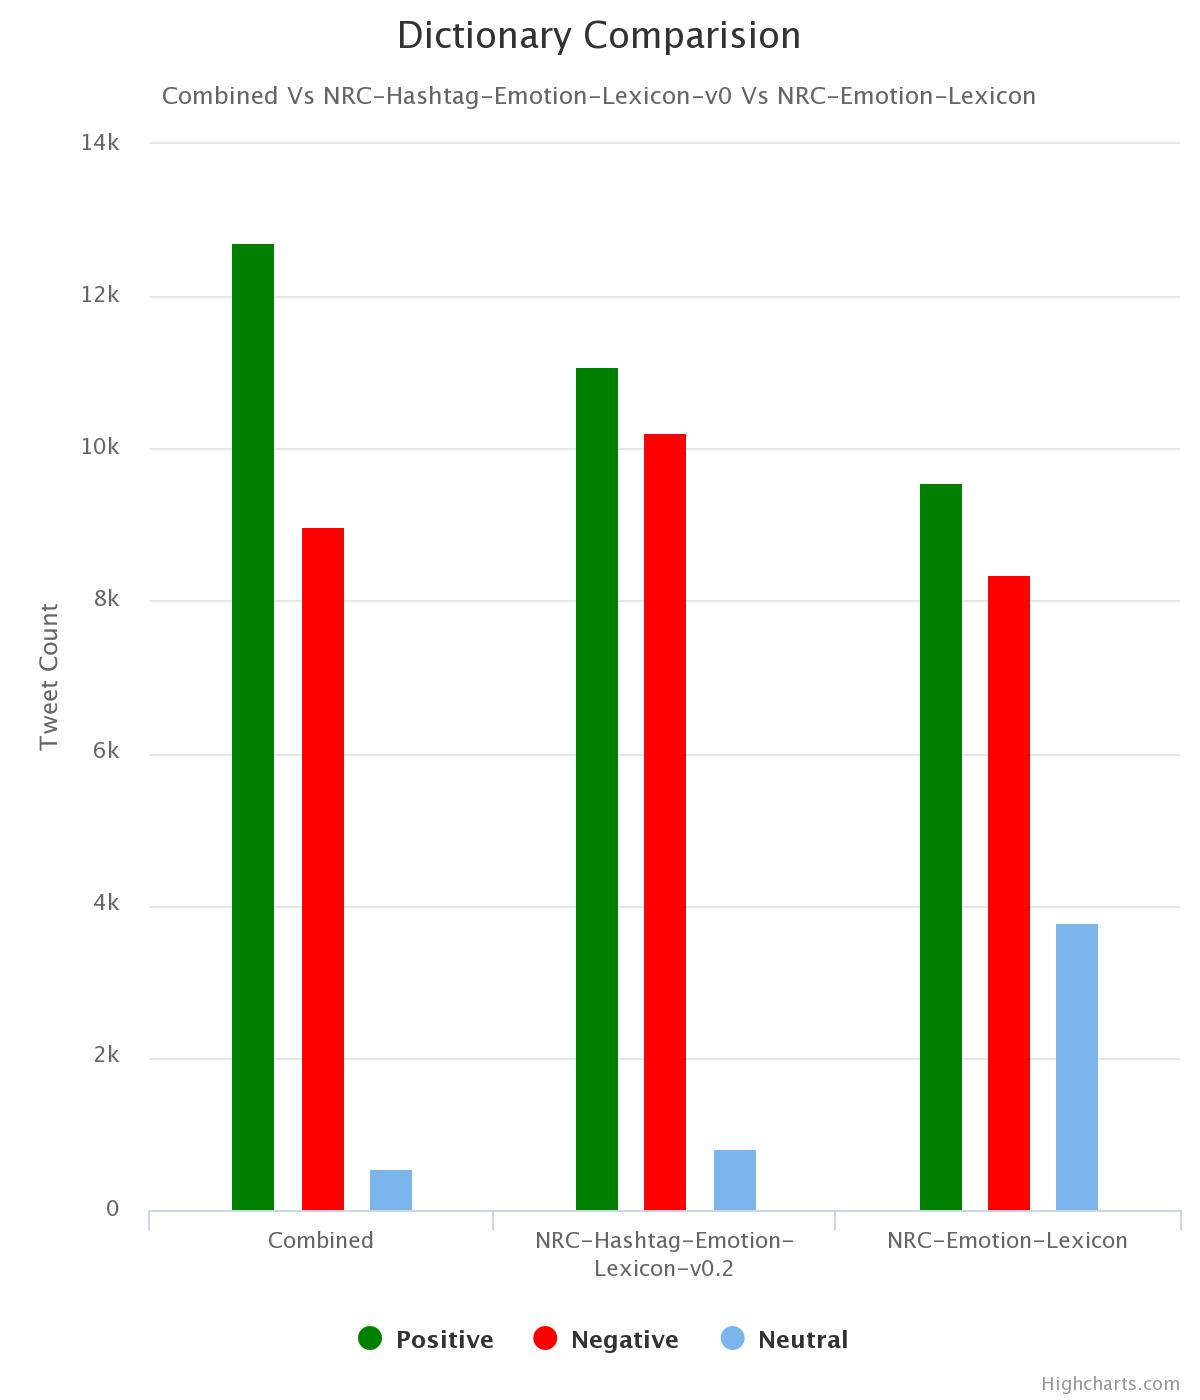 Dictionary Comparision
Combined Vs NRC-Hashtag-Emotion-Lexicon-v0 Vs NRC-Emotion-Lexicon
14k
12k
10k
8k
6k
4k
2k
0
Tweet Count
Combined
NRC-Hashtag-Emotion-
Lexicon-v0.2
NRC-Emotion-Lexicon
Positive
Negative
Neutral
Highcharts.com